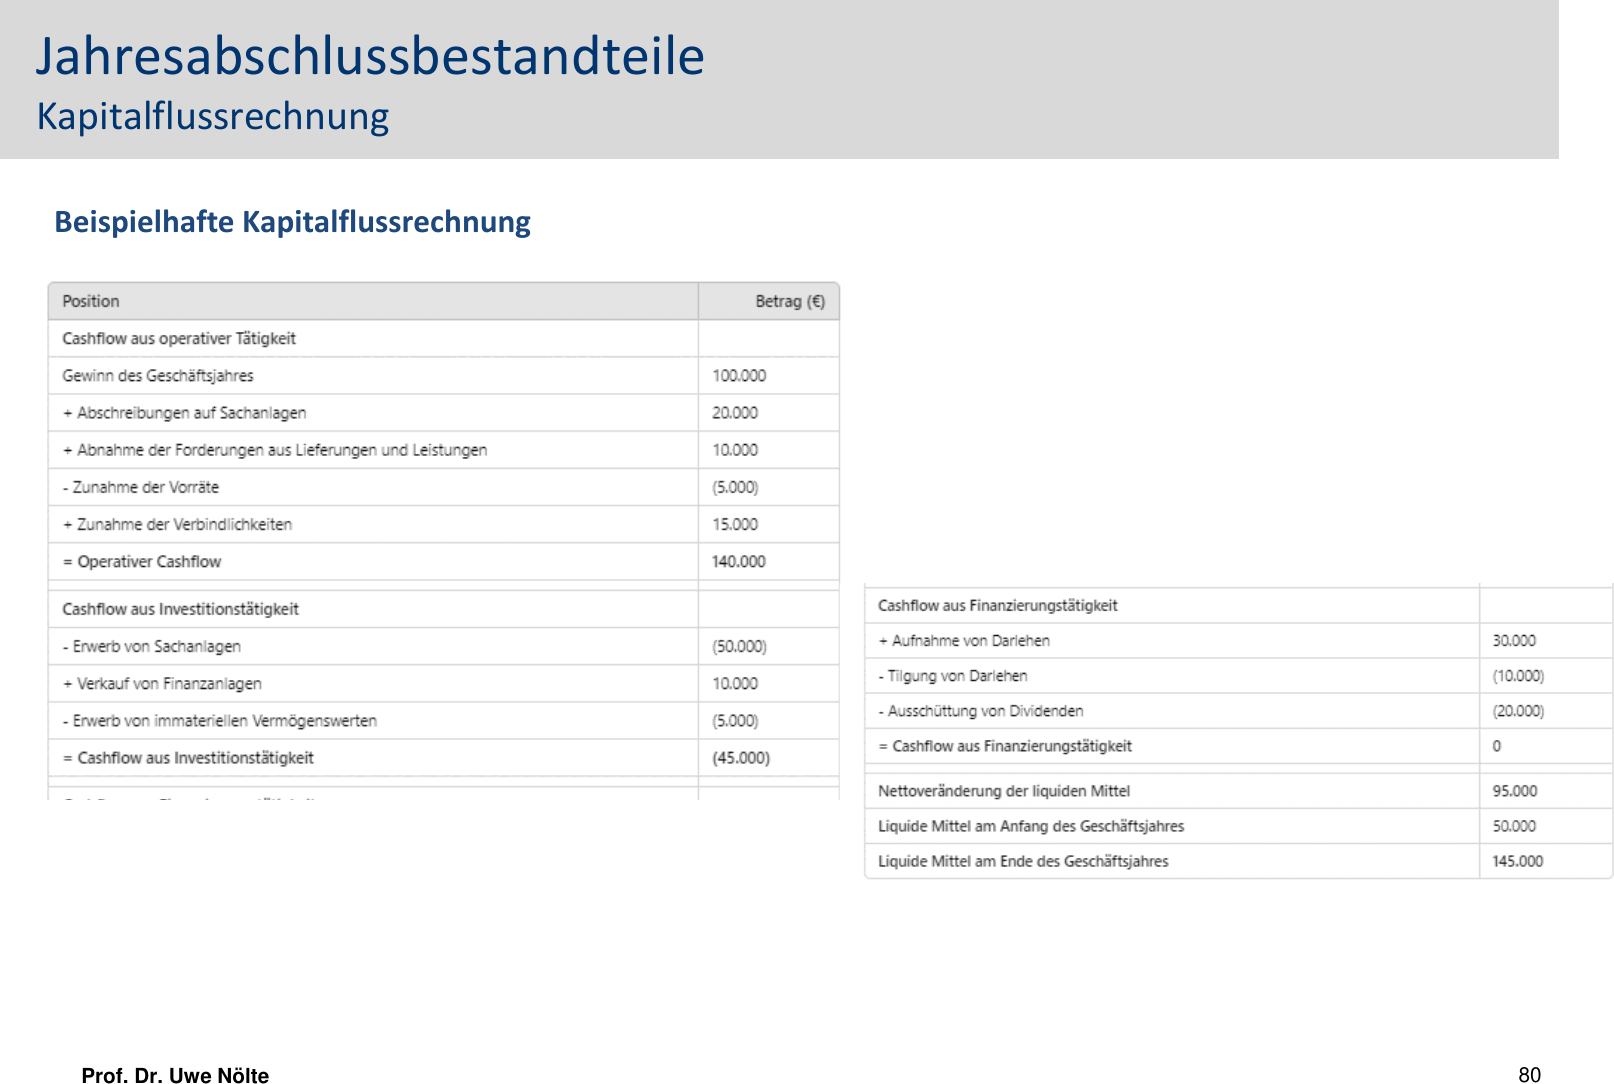 Jahresabschlussbestandteile
Kapitalflussrechnung
Beispielhafte Kapitalflussrechnung
Position Betrag (€)
Cashflow aus operativer Tätigkeit
Gewinn des Geschäftsjahres 100.000
+ Abschreibungen auf Sachanlagen 20.000
+ Abnahme der Forderungen aus Lieferungen und Leistungen 10.000
- Zunahme der Vorräte (5.000)
+ Zunahme der Verbindlichkeiten 15.000
= Operativer Cashflow 140.000
Cashflow aus Investitionstätigkeit
- Erwerb von Sachanlagen (50.000)
+ Verkauf von Finanzanlagen 10.000
- Erwerb von immateriellen Vermögenswerten (5.000)
= Cashflow aus Investitionstätigkeit (45.000)
Cashflow aus Finanzierungstätigkeit
+ Aufnahme von Darlehen 30.000
- Tilgung von Darlehen (10.000)
- Ausschüttung von Dividenden (20.000)
= Cashflow aus Finanzierungstätigkeit 0
Nettoveränderung der liquiden Mittel 95.000
Liquide Mittel am Anfang des Geschäftsjahres 50.000
Liquide Mittel am Ende des Geschäftsjahres 145.000
Prof. Dr. Uwe Nölte 80